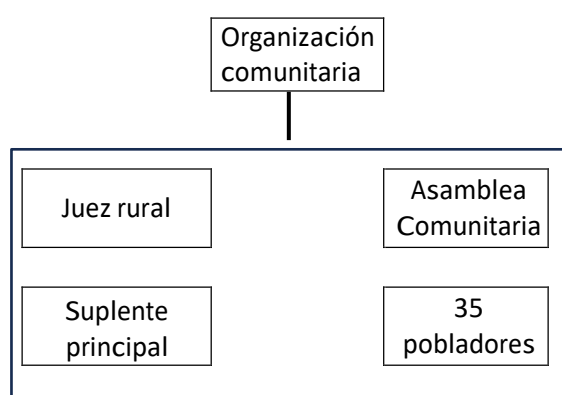 Organización
comunitaria
Juez rural
Asamblea
Comunitaria
Suplente
principal
35
pobladores